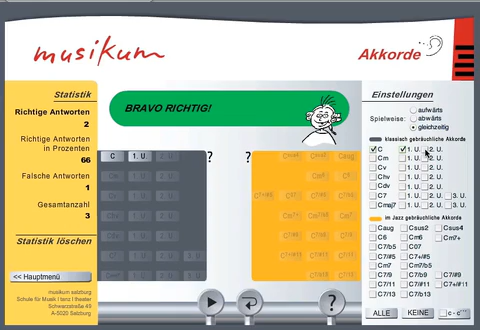 musikum
Akkorde
Statistik
Richtige Antworten
2
Richtige Antworten
in Prozenten
66
Falsche Antworten
1
Gesamtanzahl
3
Statistik löschen
<< Hauptmenü
musikum salzburg
Schule für Musik / tanz / theater
Schwarzstraße 49
A-5020 Salzburg
BRAVO RICHTIG!
C 1. U.
?
?
Caug
?
Einstellungen
aufwärts
Spielweise: abwärts
gleichzeitig
klassisch gebräuchliche Akkorde
C 1. U. 2. U.
Cm 1. U. 2. U.
Cv 1. U. 2. U.
Chv 1. U. 2. U.
Cdv 1. U. 2. U.
C7 1. U. 2. U. 3. U.
Cmaj7 1. U. 2. U. 3. U.
im Jazz gebräuchliche Akkorde
Caug Csus2 Csus4
C6 Cm6 Cm7+
C7/b5 C07
C7/#5 C7+/#5
Cm7 Cm7/b5
C7/9 C7/b9 C7/#9
C7/11 C7/#11 C7+/#11
C7/13 C7/b13
ALLE KEINE c - c'''